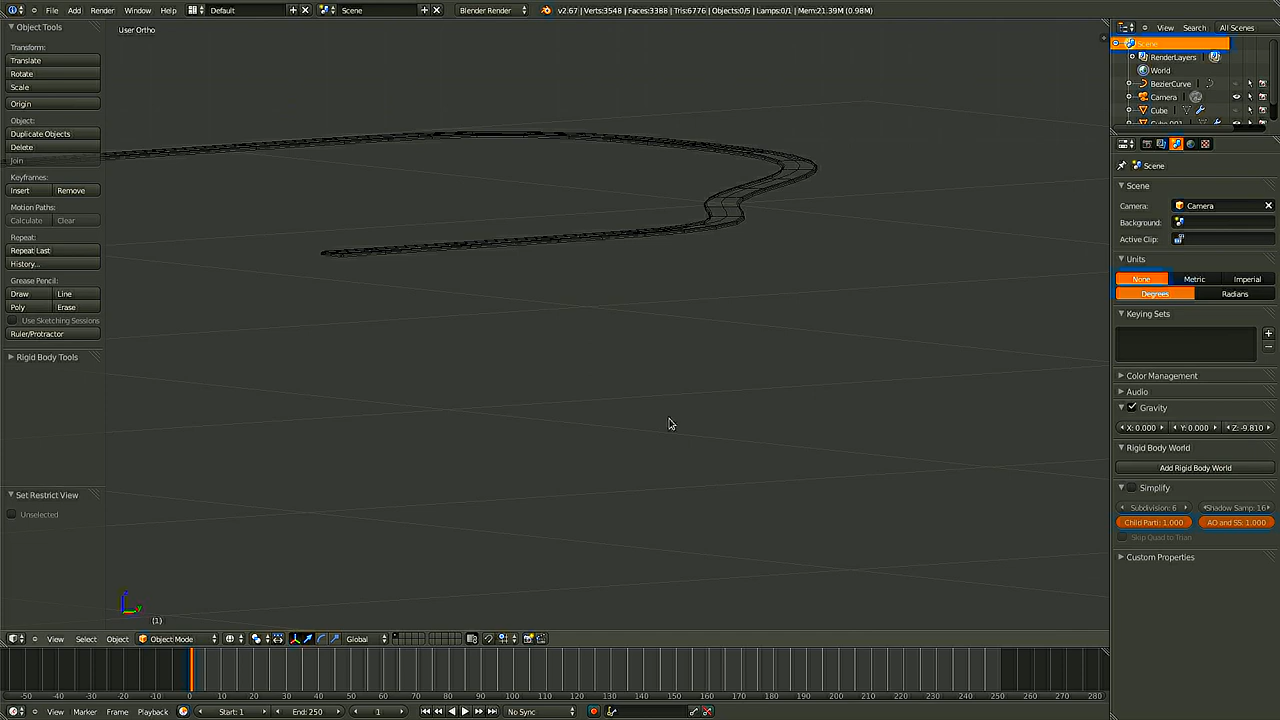 File Add Render Window Help Default Scene Blender Render v2.67 | Verts:3548 | Faces:3388 | Tris:6776 | Objects:0/5 | Lamps:0/1 | Mem:21.39M (0.98M)
Object Tools
User Ortho
View Search All Scenes
Transform:
Translate
Rotate
Scale
Origin
Object:
Duplicate Objects
Delete
Join
Keyframes:
Insert Remove
Motion Paths:
Calculate Clear
Repeat:
Repeat Last
History...
Grease Pencil:
Draw Line
Poly Erase
Use Sketching Sessions
Ruler/Protractor
Rigid Body Tools
Set Restrict View
Unselected
Scene
RenderLayers
World
BezierCurve
Camera
Cube
Cube.001
Scene
Scene
Camera: Camera
Background:
Active Clip:
Units
None Metric Imperial
Degrees Radians
Keying Sets
Color Management
Audio
Gravity
X: 0.000 Y: 0.000 Z: -9.810
Rigid Body World
Add Rigid Body World
Simplify
Subdivision: 6 Shadow Samp: 16
Child Parti: 1.000 AO and SS: 1.000
Skip Quad to Trian
Custom Properties
z
y
(1)
View Select Object Object Mode Global
-50 -40 -30 -20 -10 0 10 20 30 40 50 60 70 80 90 100 110 120 130 140 150 160 170 180 190 200 210 220 230 240 250 260 270 280
View Marker Frame Playback Start: 1 End: 250 1 No Sync